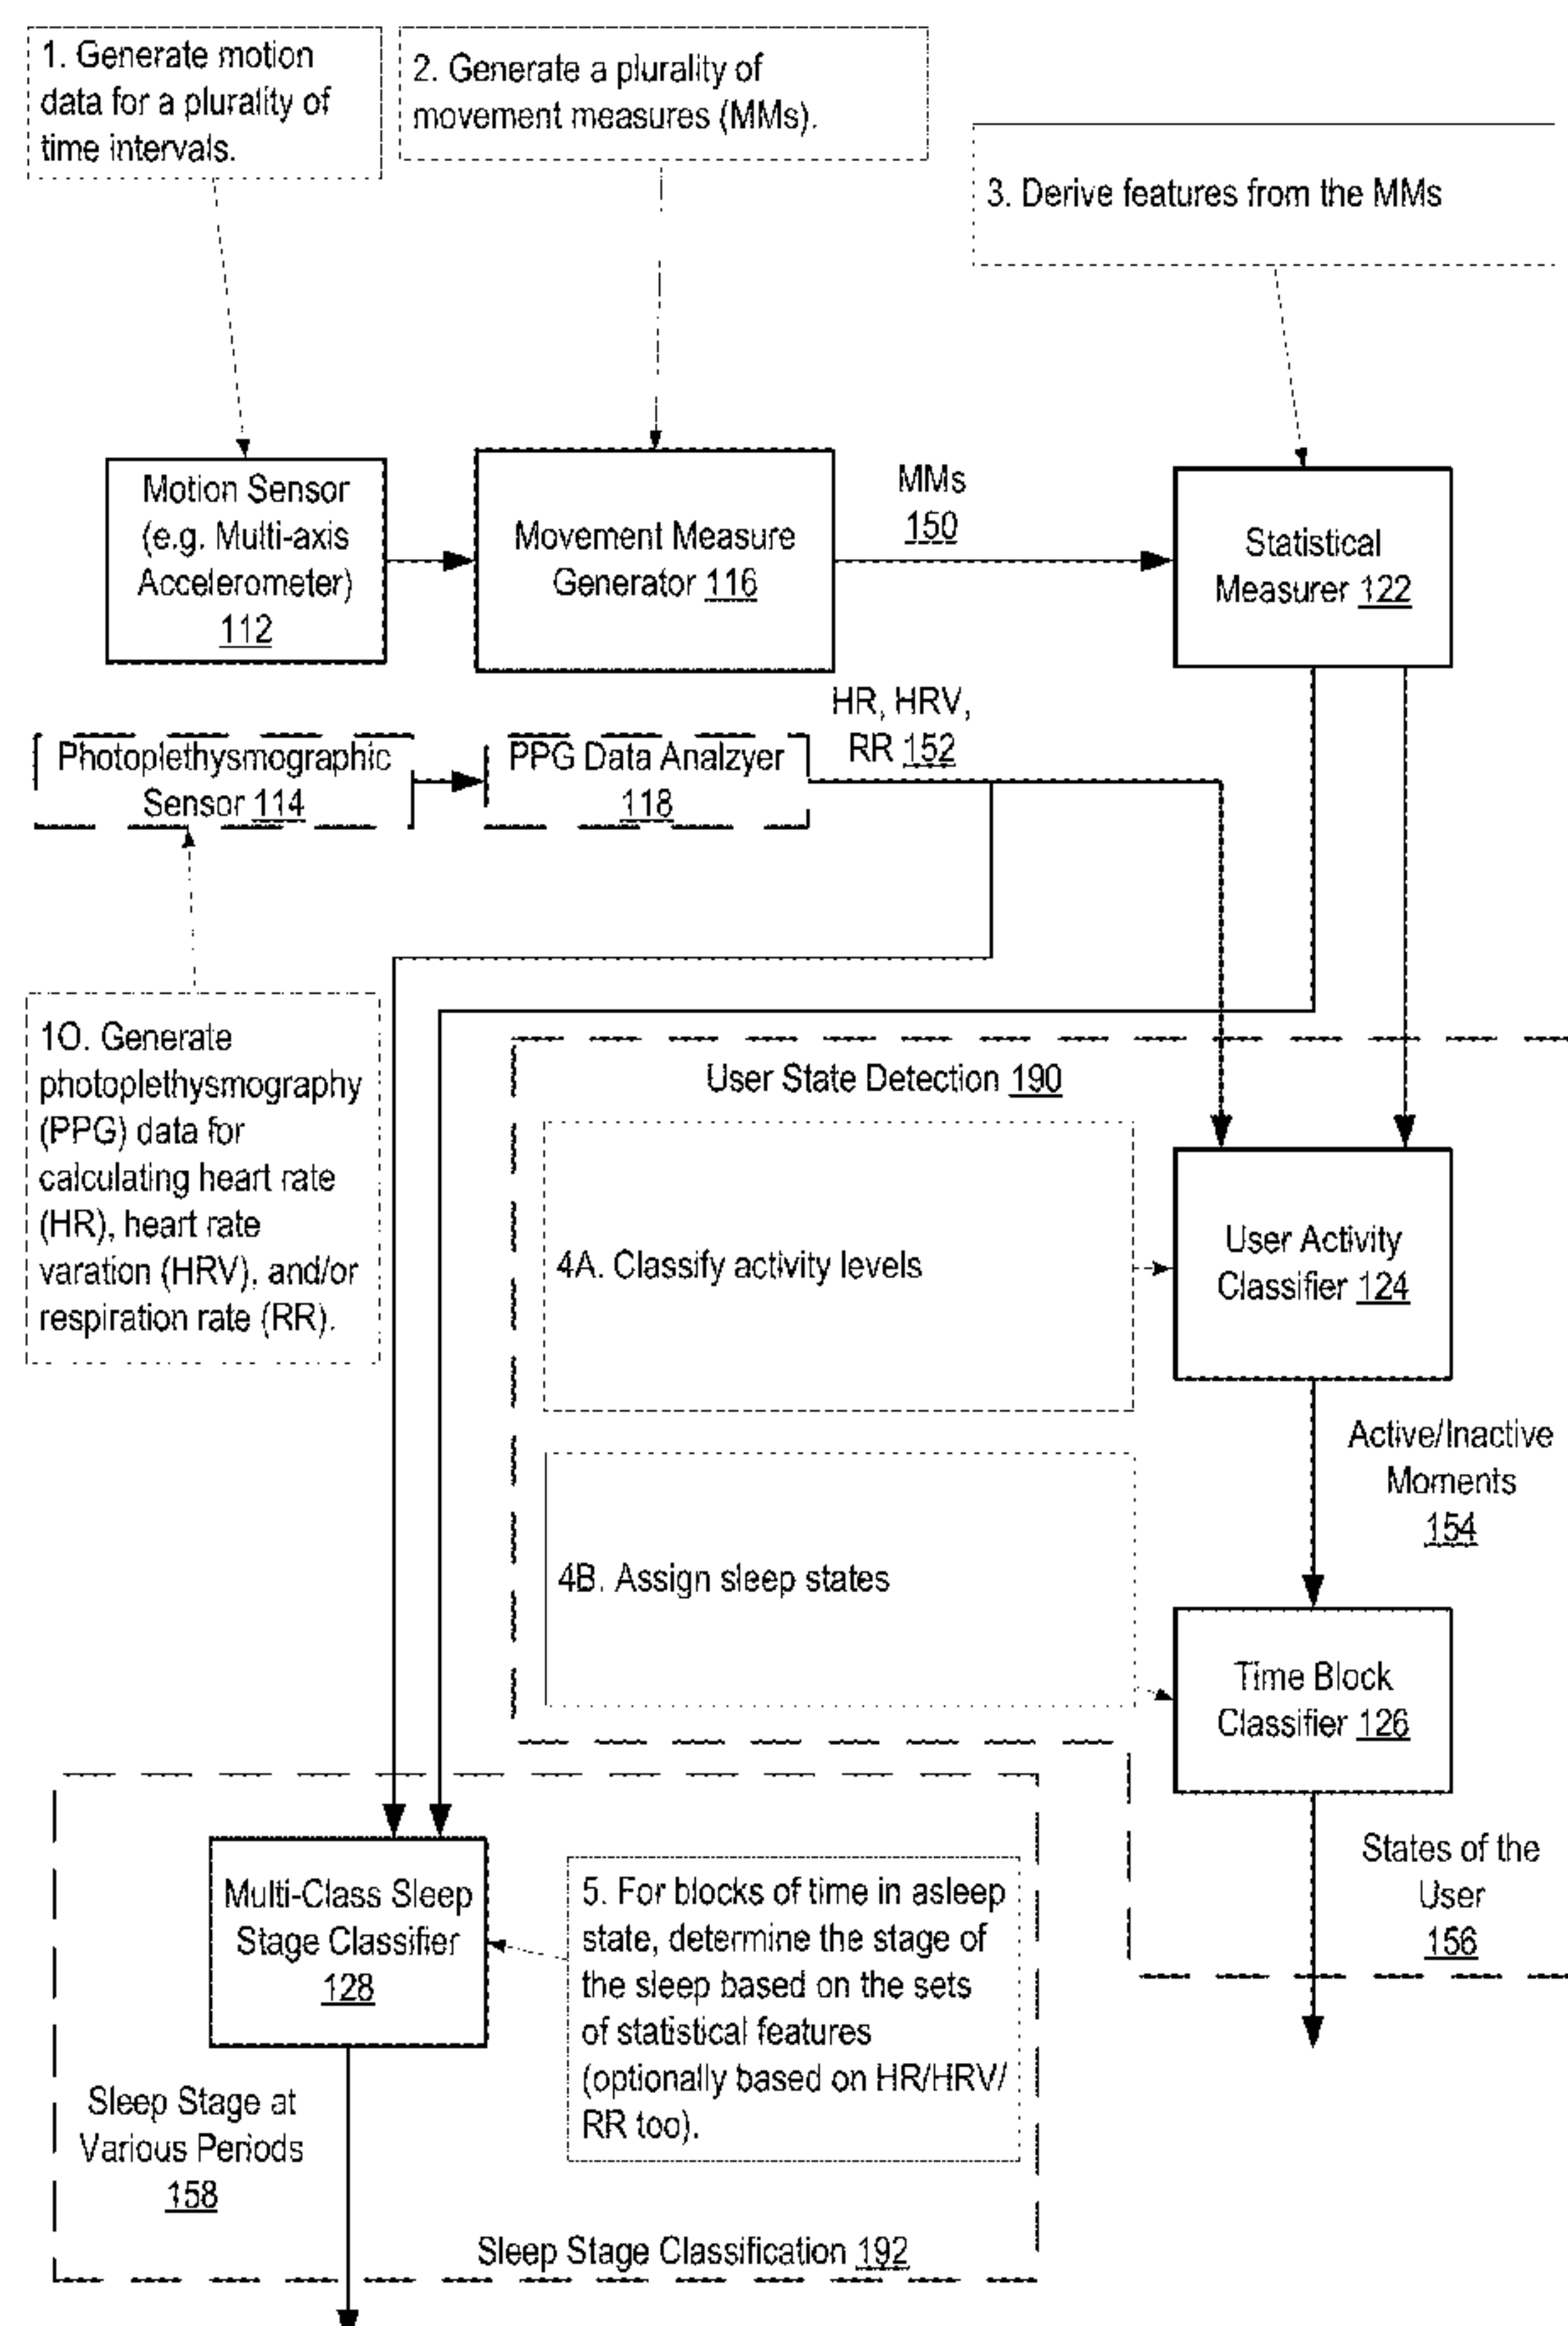 1. Generate motion
data for a plurality of
time intervals.
2. Generate a plurality of
movement measures (MMs).
3. Derive features from the MMs
Motion Sensor
(e.g. Multi-axis
Accelerometer)
112
Movement Measure
Generator 116
MMs
150
Statistical
Measurer 122
HR, HRV,
RR 152
Photoplethysmographic
Sensor 114
PPG Data Analzyer
118
1O. Generate
photoplethysmography
(PPG) data for
calculating heart rate
(HR), heart rate
varation (HRV), and/or
respiration rate (RR).
User State Detection 190
4A. Classify activity levels
User Activity
Classifier 124
Active/Inactive
Moments
154
4B. Assign sleep states
Time Block
Classifier 126
States of the
User
156
Multi-Class Sleep
Stage Classifier
128
5. For blocks of time in asleep
state, determine the stage of
the sleep based on the sets
of statistical features
(optionally based on HR/HRV/
RR too).
Sleep Stage at
Various Periods
158
Sleep Stage Classification 192